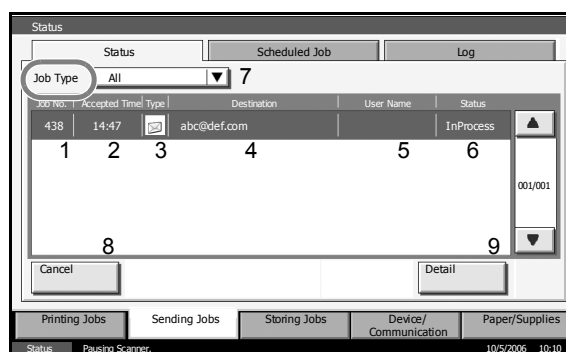 Status
Status Scheduled Job Log
Job Type All 7
Job No. Accepted Time Type Destination User Name Status
438 14:47 abc@def.com InProcess
1 2 3 4 5 6
001/001
8 9
Cancel Detail
Printing Jobs Sending Jobs Storing Jobs Device/ Paper/Supplies
Communication
Status Pausing Scanner. 10/5/2006 10:10